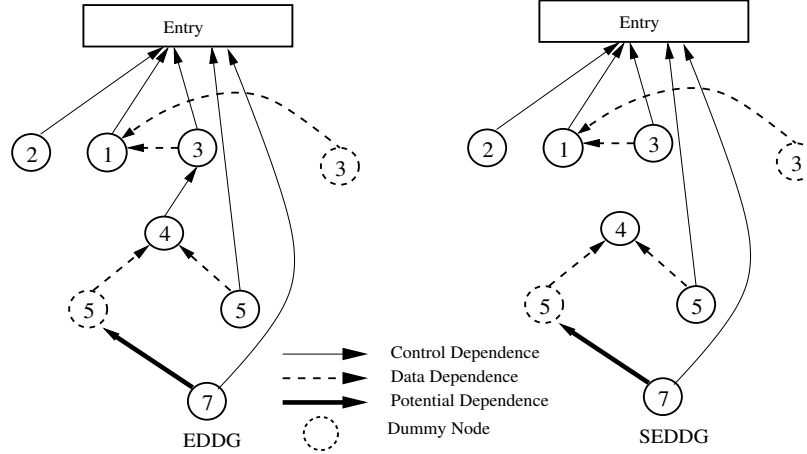 Entry
Entry
2 1 3 3
2 1 3 3
4
4
5 5
5 5
Control Dependence
Data Dependence
7
7
Potential Dependence
Dummy Node
EDDG
SEDDG